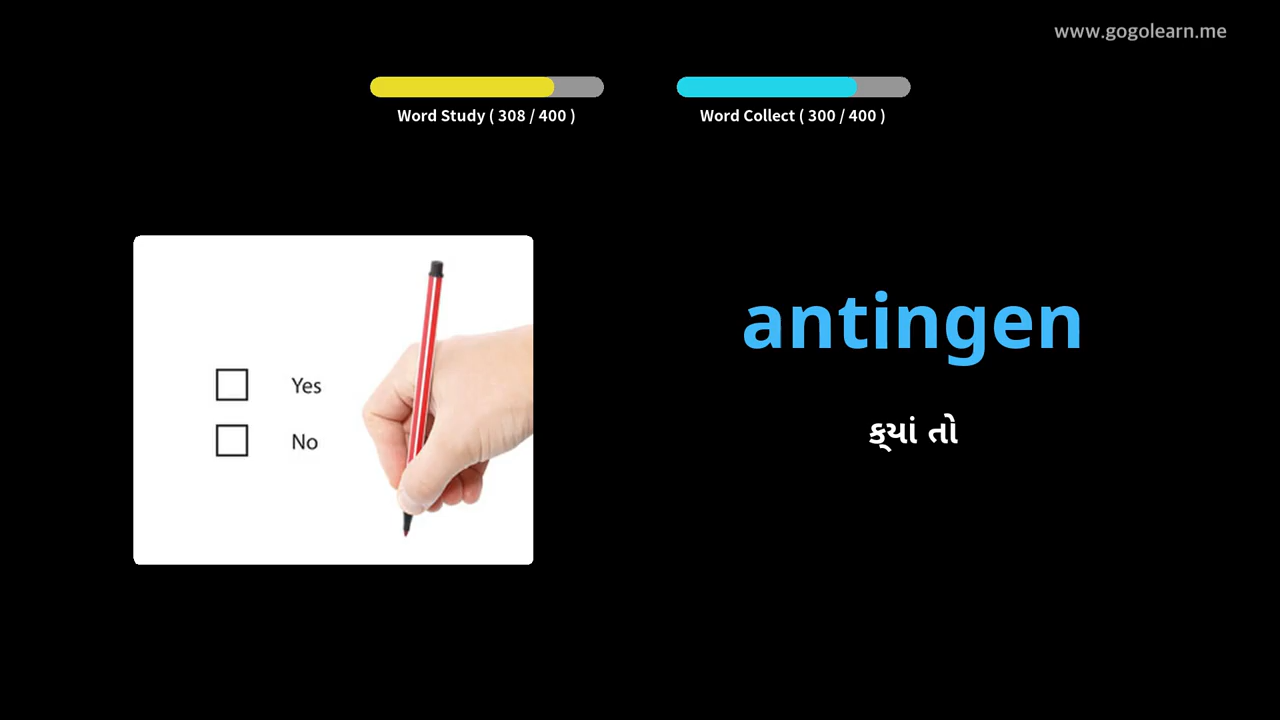 www.gogolearn.me
Word Study ( 308 / 400 )
Word Collect ( 300 / 400 )
Yes
No
antingen
ક્યાં તો